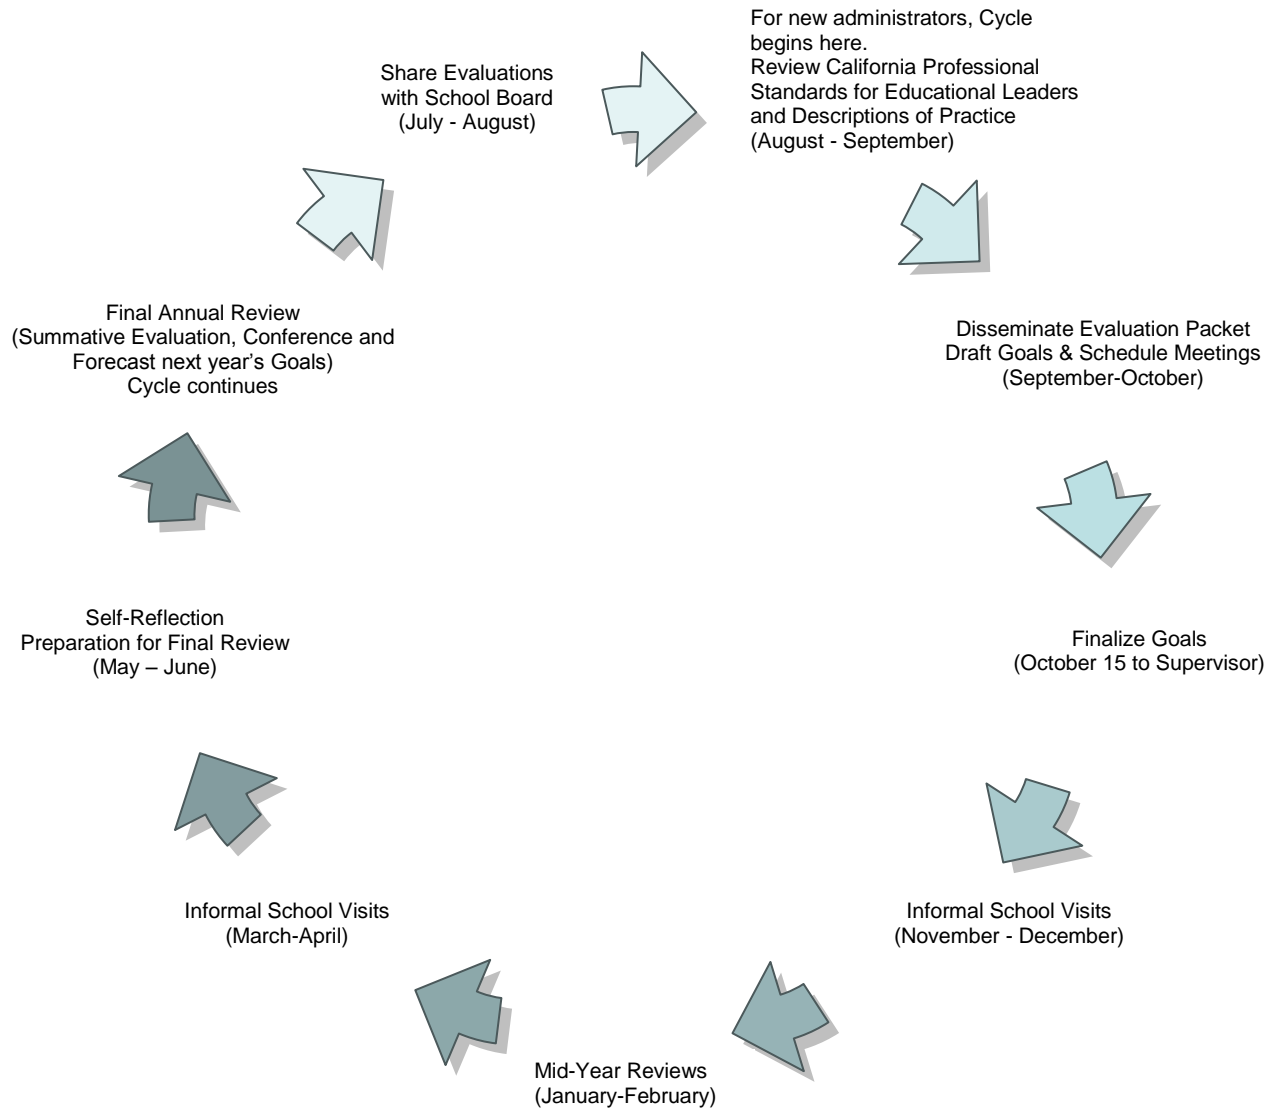 For new administrators, Cycle
begins here.
Review California Professional
Standards for Educational Leaders
and Descriptions of Practice
(August - September)
Disseminate Evaluation Packet
Draft Goals & Schedule Meetings
(September-October)
Finalize Goals
(October 15 to Supervisor)
Informal School Visits
(November - December)
Mid-Year Reviews
(January-February)
Informal School Visits
(March-April)
Self-Reflection
Preparation for Final Review
(May – June)
Final Annual Review
(Summative Evaluation, Conference and
Forecast next year’s Goals)
Cycle continues
Share Evaluations
with School Board
(July - August)